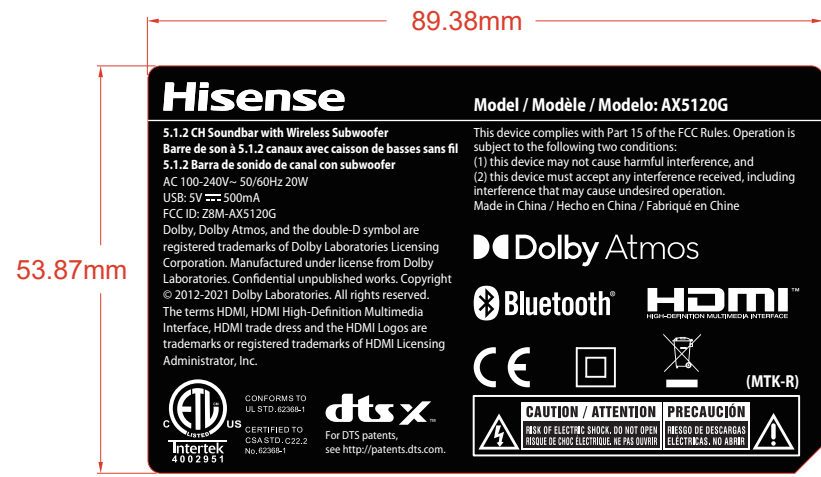 89.38mm
53.87mm
Hisense
5.1.2 CH Soundbar with Wireless Subwoofer
Barre de son à 5.1.2 canaux avec caisson de basses sans fil
5.1.2 Barra de sonido de canal con subwoofer
AC 100-240V~ 50/60Hz 20W
USB: 5V ⎓ 500mA
FCC ID: Z8M-AX5120G
Dolby, Dolby Atmos, and the double-D symbol are
registered trademarks of Dolby Laboratories Licensing
Corporation. Manufactured under license from Dolby
Laboratories. Confidential unpublished works. Copyright
© 2012-2021 Dolby Laboratories. All rights reserved.
The terms HDMI, HDMI High-Definition Multimedia
Interface, HDMI trade dress and the HDMI Logos are
trademarks or registered trademarks of HDMI Licensing
Administrator, Inc.
ETL
LISTED
C US
Intertek
4002951
CONFORMS TO
UL STD.62368-1
CERTIFIED TO
CSA STD.C22.2
No.62368-1
dts X™
For DTS patents,
see http://patents.dts.com.
Model / Modèle / Modelo: AX5120G
This device complies with Part 15 of the FCC Rules. Operation is
subject to the following two conditions:
(1) this device may not cause harmful interference, and
(2) this device must accept any interference received, including
interference that may cause undesired operation.
Made in China / Hecho en China / Fabriqué en Chine
Dolby Atmos
Bluetooth®
HDMI™
HIGH-DEFINITION MULTIMEDIA INTERFACE
CE
(MTK-R)
CAUTION / ATTENTION
RISK OF ELECTRIC SHOCK. DO NOT OPEN
RISQUE DE CHOC ÉLECTRIQUE. NE PAS OUVRIR
PRECAUCIÓN
RIESGO DE DESCARGAS
ELÉCTRICAS. NO ABRIR